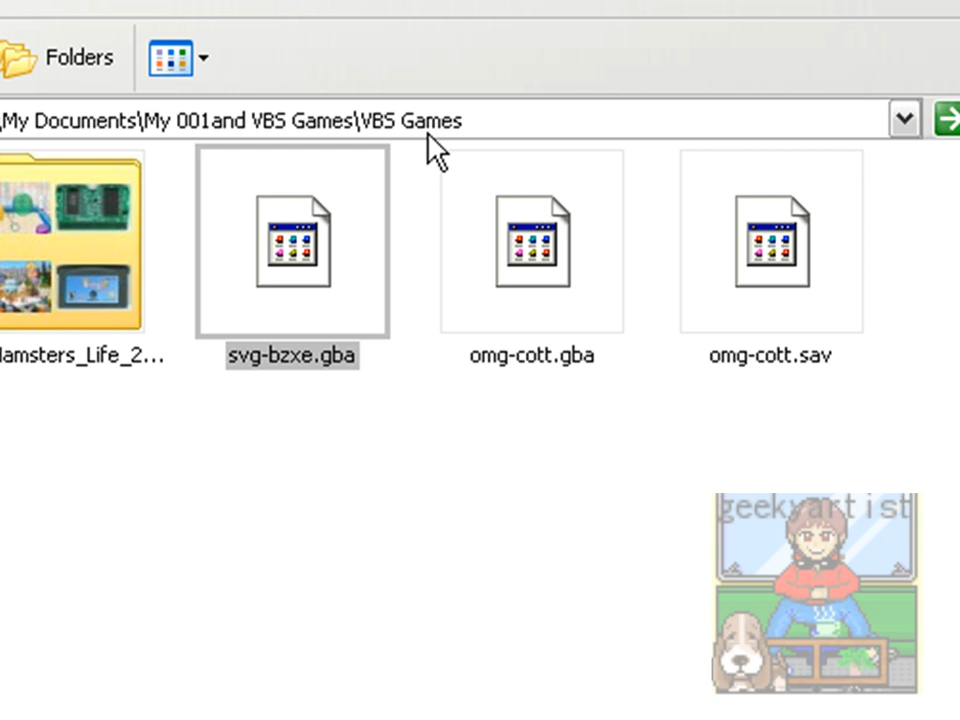 Folders
\My Documents\My 001and VBS Games\VBS Games
Hamsters_Life_2...
svg-bzxe.gba
omg-cott.gba
omg-cott.sav
geekyartist